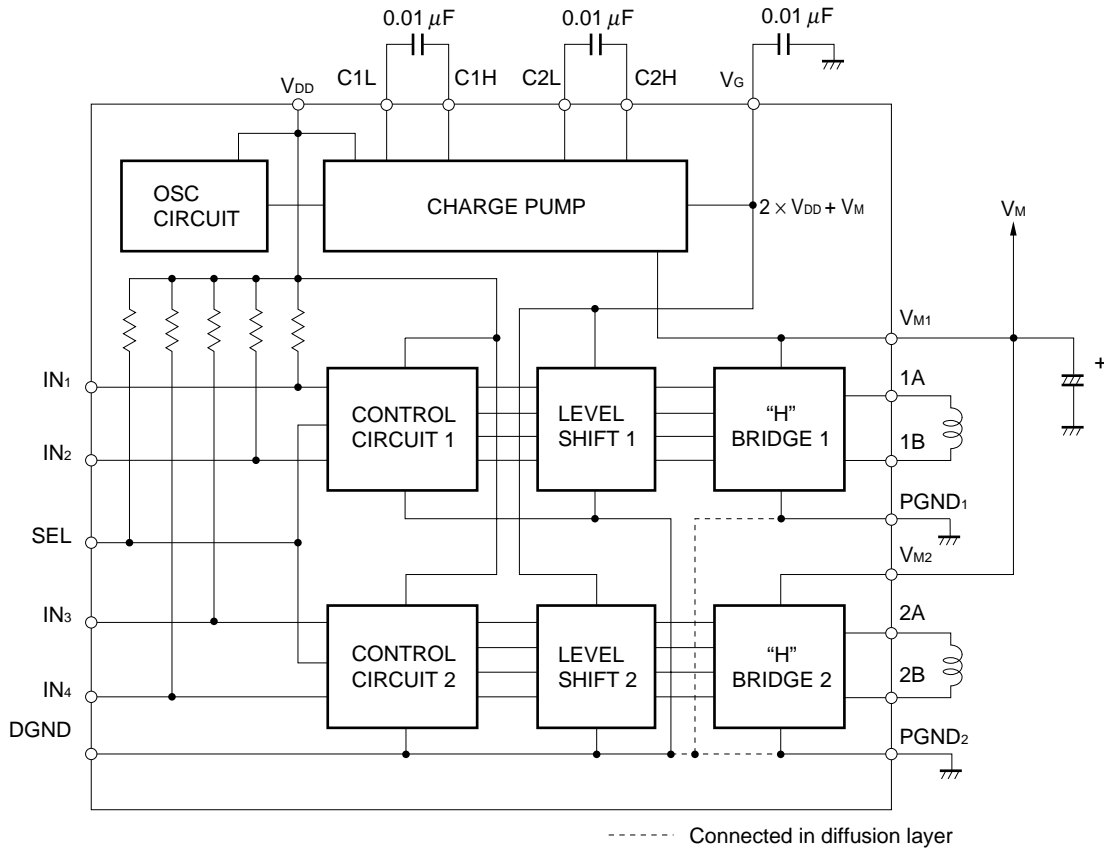 0.01 µF
0.01 µF
0.01 µF
VDD
C1L
C1H
C2L
C2H
VG
OSC
CIRCUIT
CHARGE PUMP
2 × VDD + VM
VM
VM1
+
IN1
CONTROL
CIRCUIT 1
LEVEL
SHIFT 1
“H”
BRIDGE 1
1A
1B
IN2
PGND1
SEL
VM2
IN3
CONTROL
CIRCUIT 2
LEVEL
SHIFT 2
“H”
BRIDGE 2
2A
2B
IN4
DGND
PGND2
Connected in diffusion layer